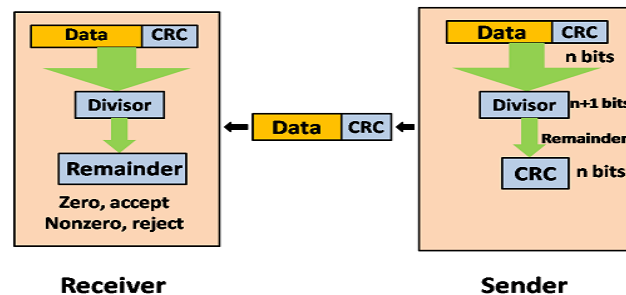 Data CRC
Divisor
Remainder
Zero, accept
Nonzero, reject
Receiver
Data CRC
Data CRC
n bits
Divisor n+1 bits
Remainder
CRC n bits
Sender